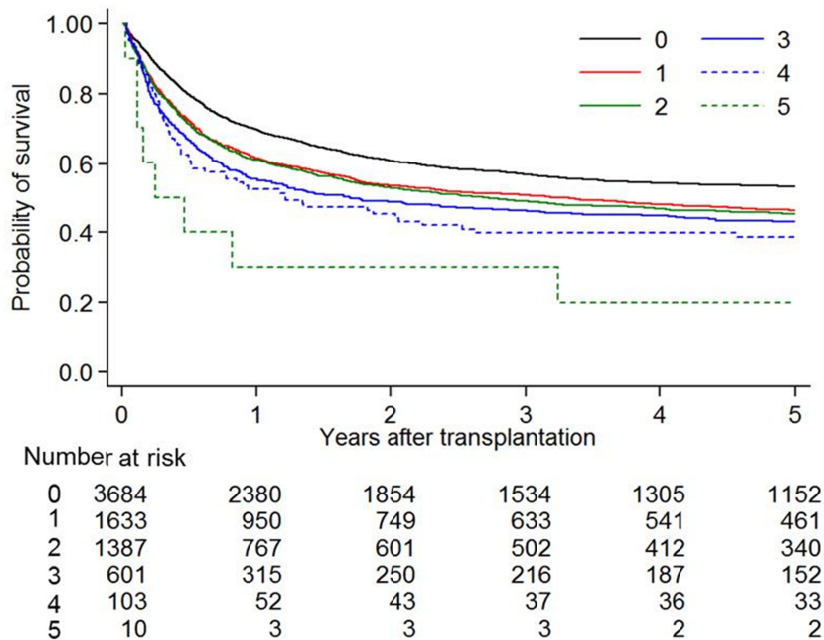 Probability of survival
1.00
0.8
0.6
0.4
0.2
0.0
0 3
1 4
2 5
0 1 2 3 4 5
Years after transplantation
Number at risk
0 3684 2380 1854 1534 1305 1152
1 1633 950 749 633 541 461
2 1387 767 601 502 412 340
3 601 315 250 216 187 152
4 103 52 43 37 36 33
5 10 3 3 3 2 2